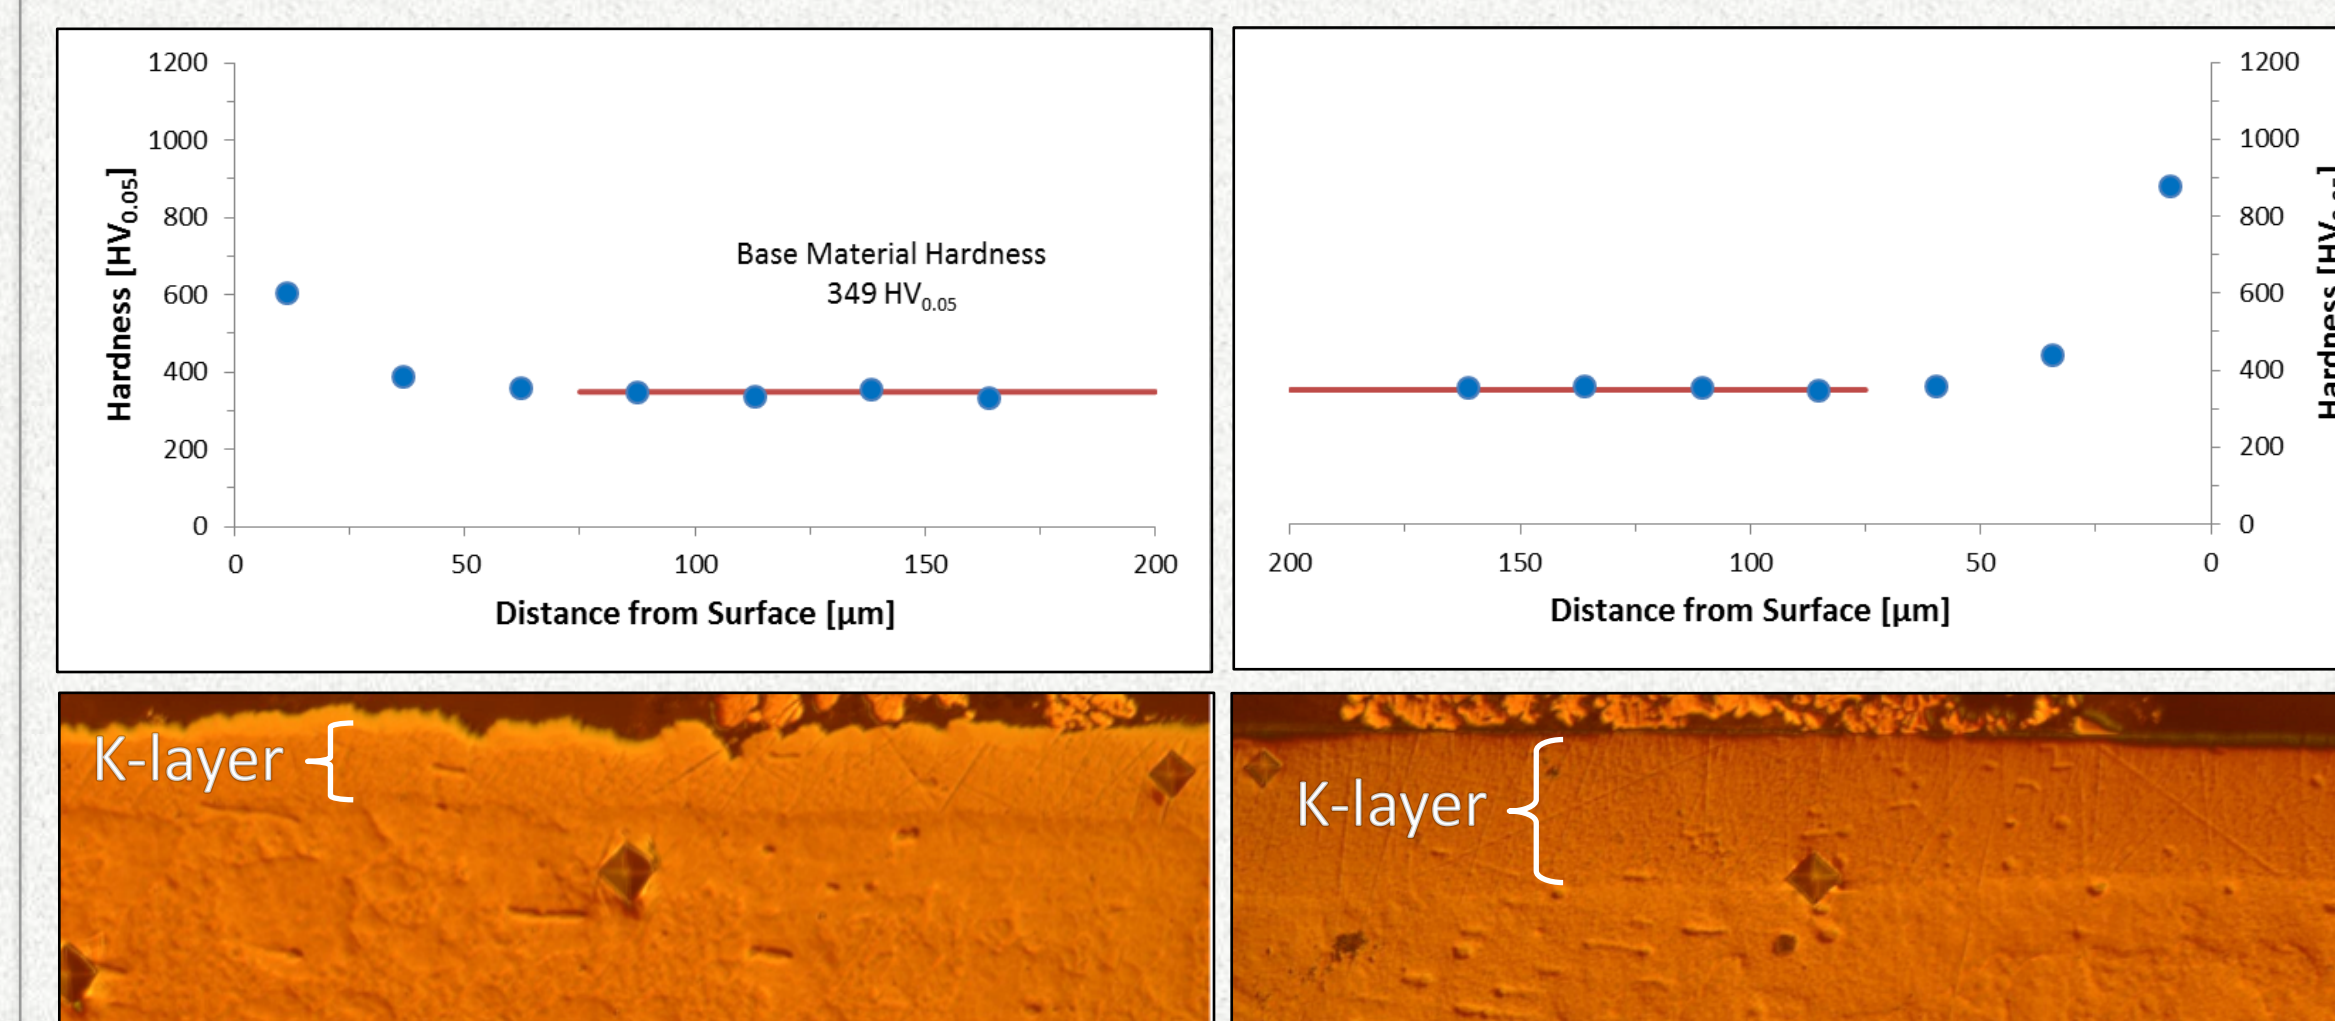 1200
1000
800
600
400
200
0
Hardness [HV0.05]
Base Material Hardness
349 HV0.05
0 50 100 150 200
Distance from Surface [µm]
1200
1000
800
600
400
200
0
200 150 100 50 0
Distance from Surface [µm]
K-layer
K-layer